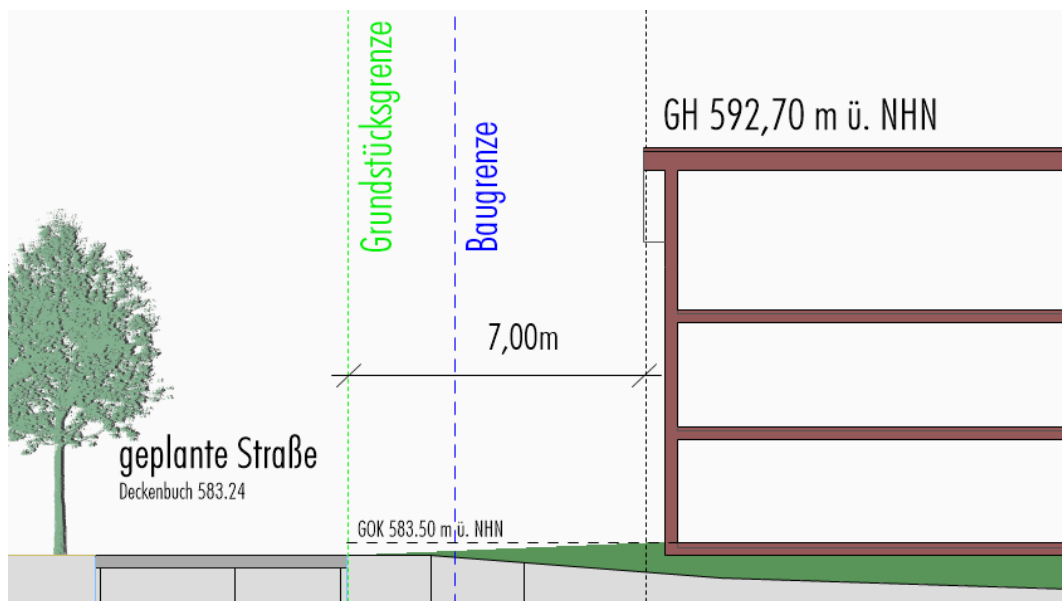 Grundstücksgrenze
Baugrenze
GH 592,70 m ü. NHN
7,00m
geplante Straße
Deckenbuch 583.24
GOK 583.50 m ü. NHN